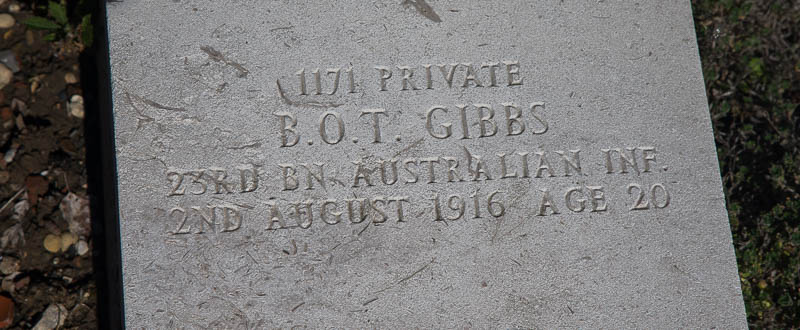 1171 PRIVATE
B.O.T. GIBBS
23RD BN. AUSTRALIAN INF.
2ND AUGUST 1916 AGE 20